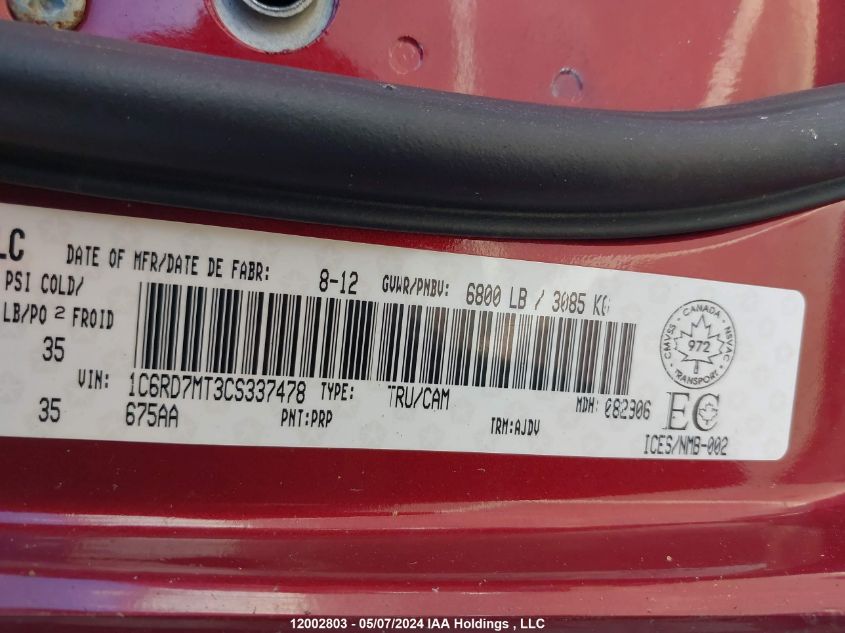 LC DATE OF MFR/DATE DE FABR: 8-12 GVWR/PNBV: 6800 LB / 3085 KG
PSI COLD/
LB/PO 2 FROID
35
VIN: 1C6RD7MT3CS337478 TYPE: TRU/CAM MDH: 082306
35 675AA PNT:PRP TRM:AJDV
CMVSS - CANADA - NSVAC
972
TRANSPORT
EC
ICES/NMB-002
12002803 - 05/07/2024 IAA Holdings , LLC